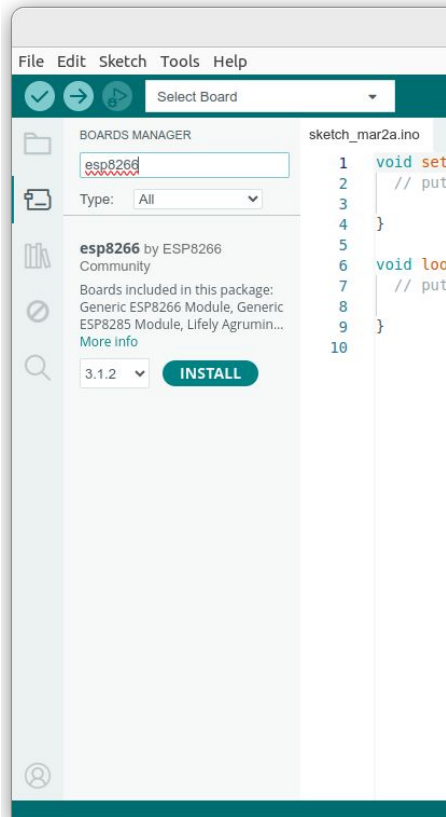 File Edit Sketch Tools Help
Select Board
BOARDS MANAGER
esp8266
Type: All
esp8266 by ESP8266
Community
Boards included in this package:
Generic ESP8266 Module, Generic
ESP8285 Module, Lifely Agrumin...
More info
3.1.2 INSTALL
sketch_mar2a.ino
1 void set
2 // put
3
4 }
5
6 void loo
7 // put
8
9 }
10